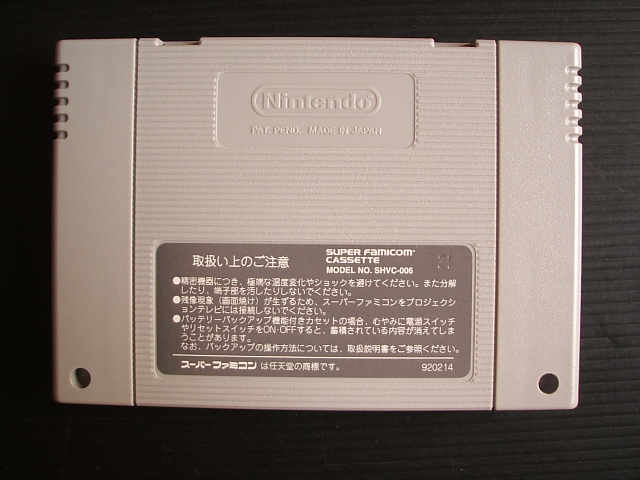 Nintendo
PAT. PEND. MADE IN JAPAN
取扱い上のご注意
SUPER FAMICOM
CASSETTE
MODEL NO. SHVC-006
●精密機器につき、極端な温度変化やショックを避けてください。また分解
したり、端子部を汚したりしないでください。
●残像現象（画面焼け）が生ずるため、スーパーファミコンをプロジェクシ
ョンテレビには接続しないでください。
●バッテリーバックアップ機能付きカセットの場合、むやみに電源スイッチ
やリセットスイッチをON・OFFすると、蓄積されている内容が消えてしま
うことがあります。
なお、バックアップの操作方法については、取扱説明書をご参照ください。
スーパーファミコン は任天堂の商標です。
920214